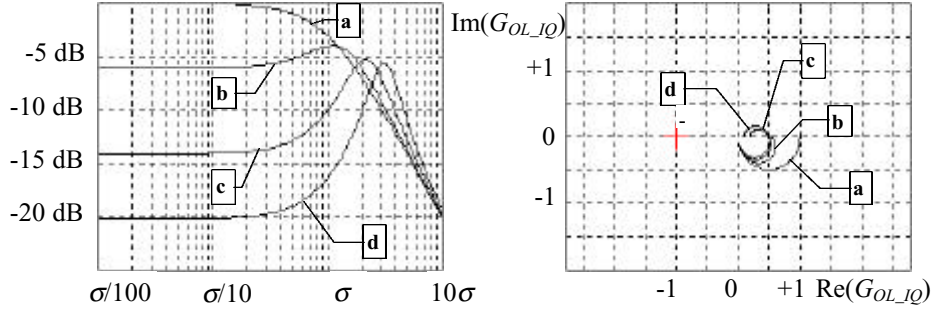 a
-5 dB
b
-10 dB
-14 dB
c
-20 dB
d
σ/100 σ/10 σ 10σ
Im(G_OL_IQ)
+1
c
d
-
0
b
a
-1
-1 0 +1 Re(G_OL_IQ)